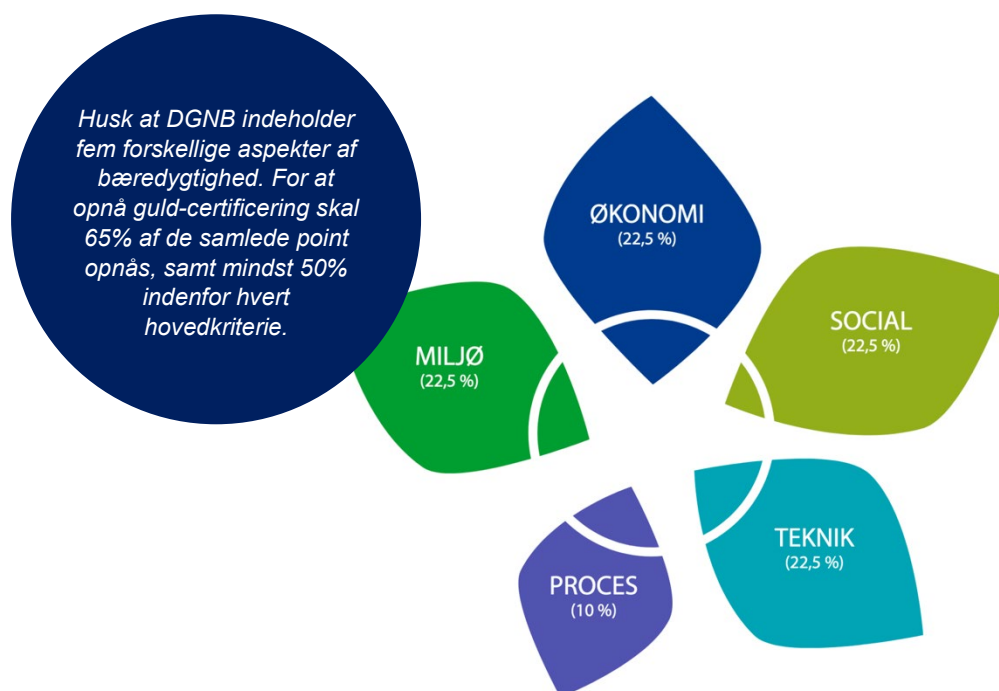 Husk at DGNB indeholder
fem forskellige aspekter af
bæredygtighed. For at
opnå guld-certificering skal
65% af de samlede point
opnås, samt mindst 50%
indenfor hvert
hovedkriterie.
ØKONOMI
(22,5 %)
SOCIAL
(22,5 %)
MILJØ
(22,5 %)
TEKNIK
(22,5 %)
PROCES
(10 %)